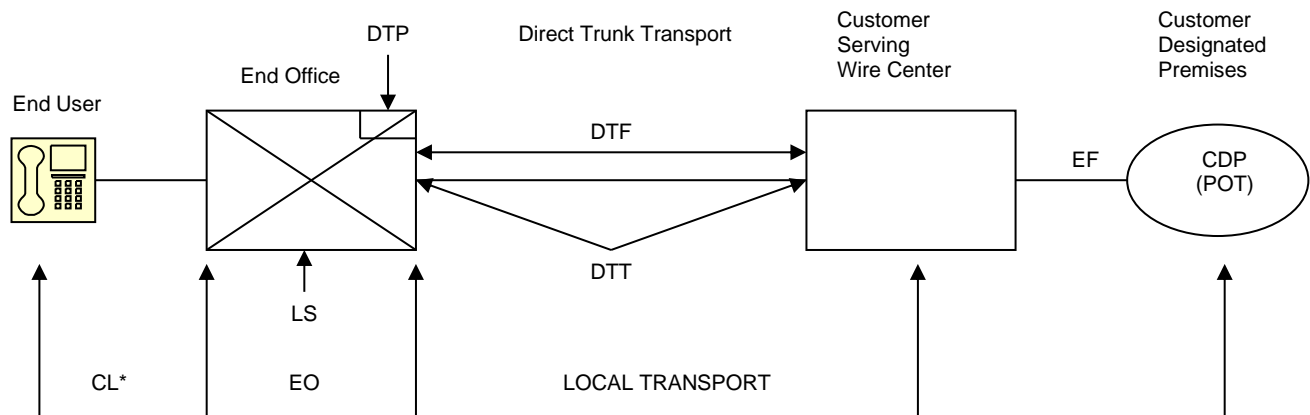 Customer
Serving
Wire Center
Customer
Designated
Premises
DTP
Direct Trunk Transport
End Office
End User
DTF
EF
CDP
(POT)
DTT
LS
CL*
EO
LOCAL TRANSPORT